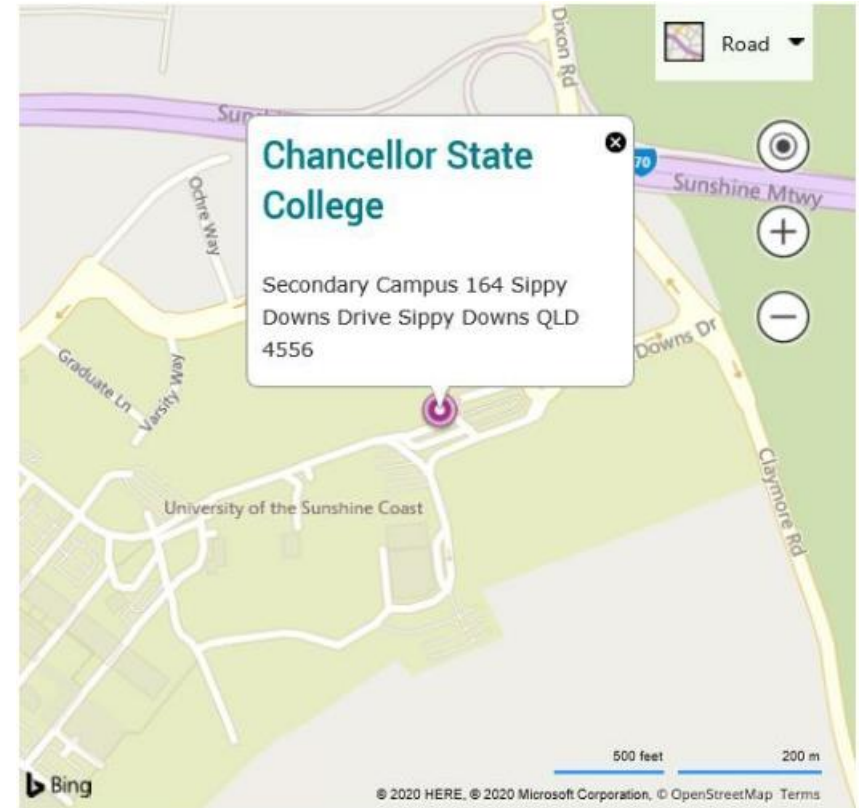 Dixon Rd
Road
Sun
70
Sunshine Mtwy
Chancellor State
College
Secondary Campus 164 Sippy
Downs Drive Sippy Downs QLD
4556
Ochre Way
Downs Dr
Graduate Ln
Varsity Way
Claymore Rd
University of the Sunshine Coast
500 feet
200 m
Bing
© 2020 HERE, © 2020 Microsoft Corporation, © OpenStreetMap Terms